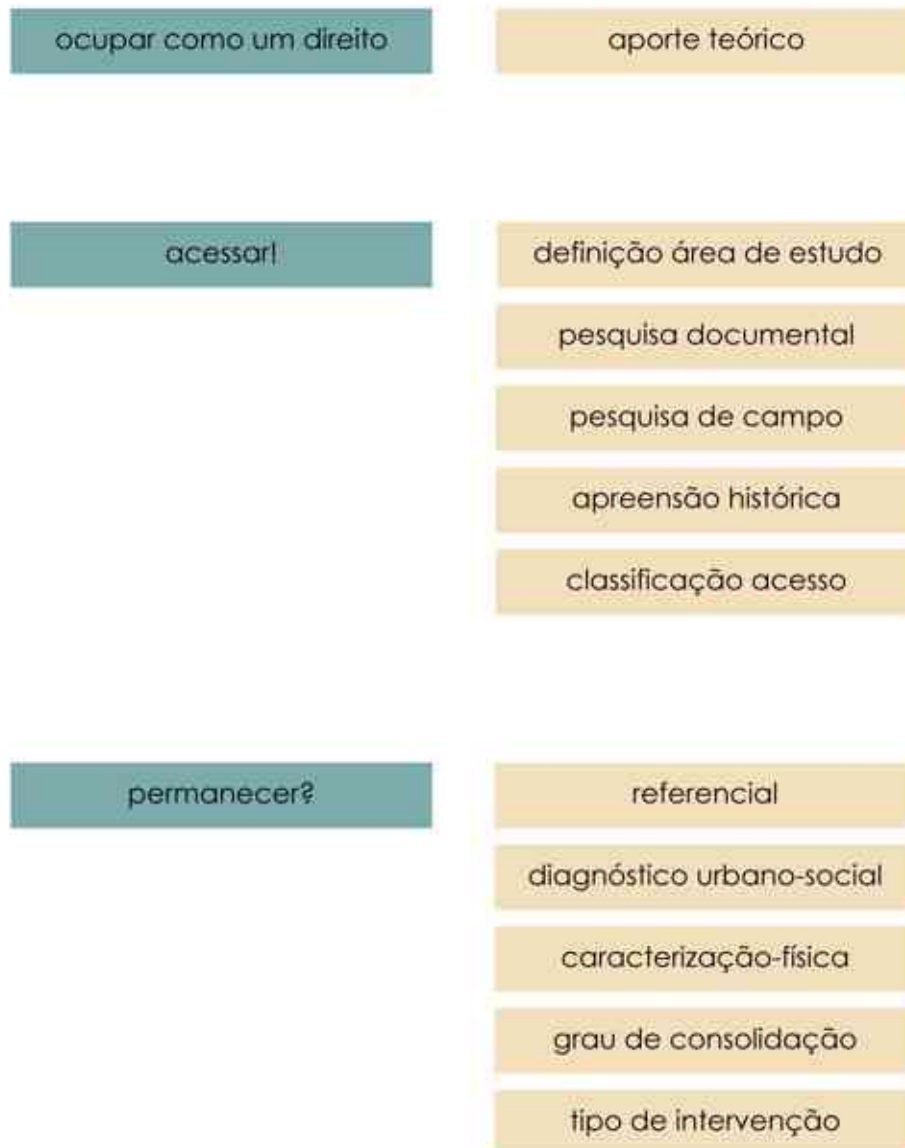 ocupar como um direito
aporte teórico
acessar!
definição área de estudo
pesquisa documental
pesquisa de campo
apreensão histórica
classificação acesso
permanecer?
referencial
diagnóstico urbano-social
caracterização-física
grau de consolidação
tipo de intervenção